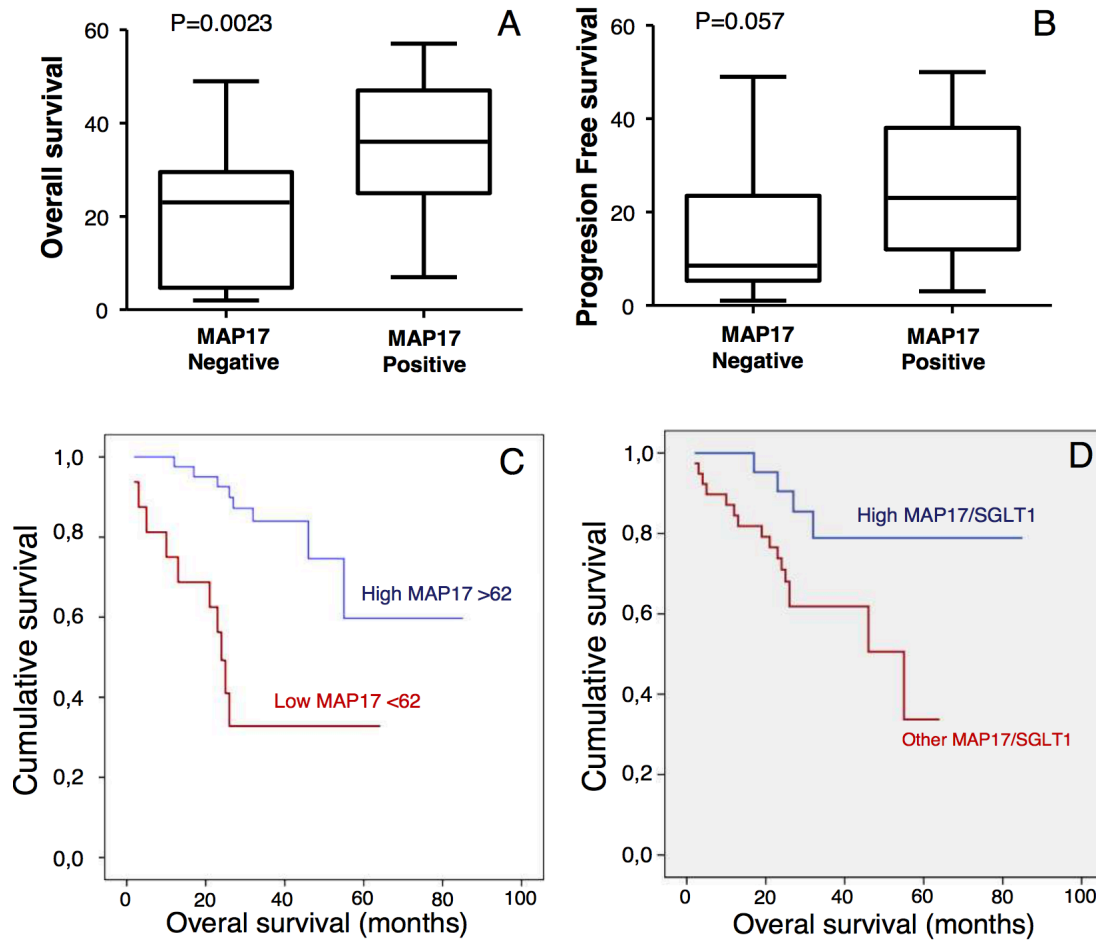 P=0.0023
A
Overall survival
60
40
20
0
MAP17
Negative
MAP17
Positive
P=0.057
B
Progresion Free survival
60
40
20
0
MAP17
Negative
MAP17
Positive
C
Cumulative survival
1,0
0,8
0,6
0,4
0,2
0,0
High MAP17 >62
Low MAP17 <62
0 20 40 60 80 100
Overal survival (months)
D
Cumulative survival
1,0
0,8
0,6
0,4
0,2
0,0
High MAP17/SGLT1
Other MAP17/SGLT1
0 20 40 60 80 100
Overal survival (months)